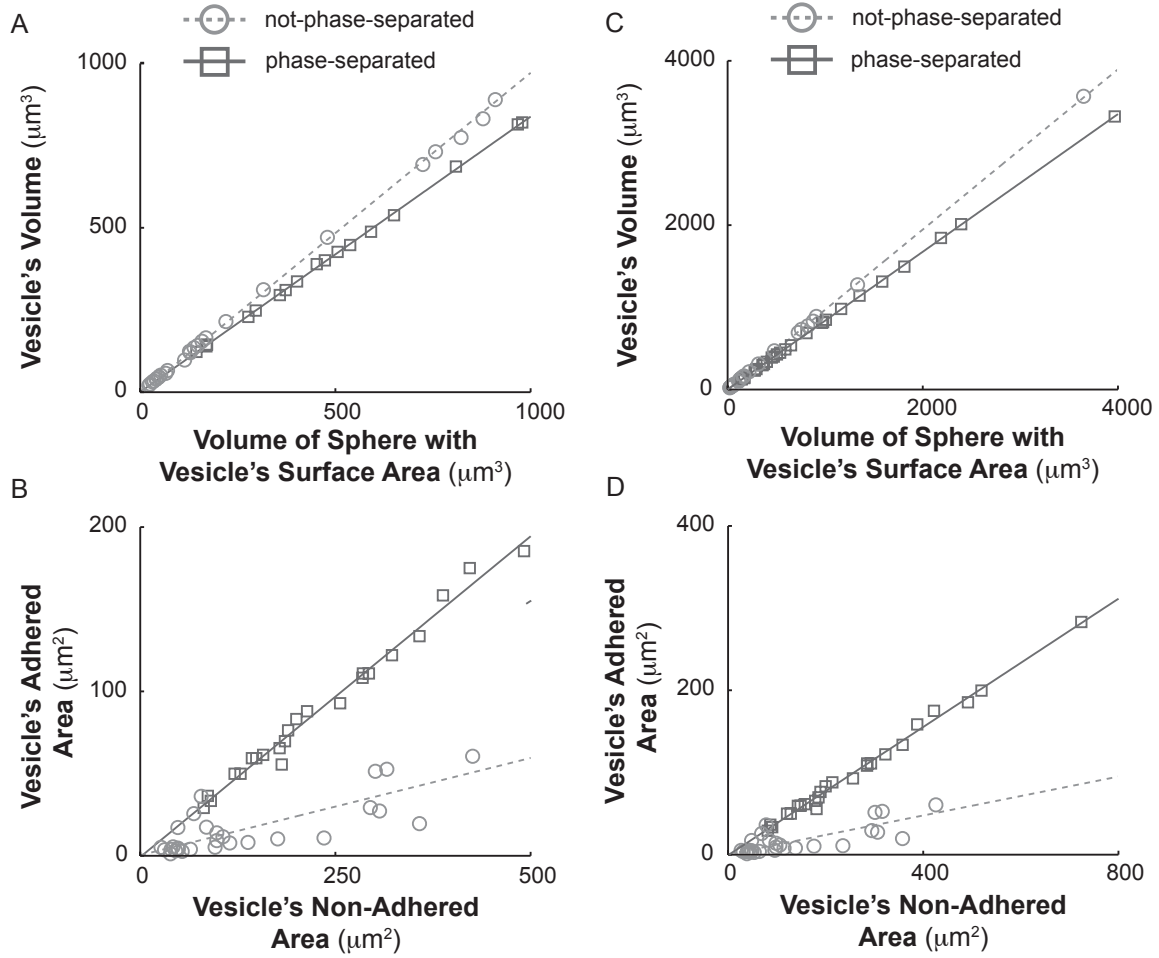 A
not-phase-separated
phase-separated
1000
500
0
Vesicle's Volume (μm³)
0
500
1000
Volume of Sphere with
Vesicle's Surface Area (μm³)
B
200
100
0
Vesicle's Adhered
Area (μm²)
0
250
500
Vesicle's Non-Adhered
Area (μm²)
C
not-phase-separated
phase-separated
4000
2000
0
Vesicle's Volume (μm³)
0
2000
4000
Volume of Sphere with
Vesicle's Surface Area (μm³)
D
400
200
0
Vesicle's Adhered
Area (μm²)
0
400
800
Vesicle's Non-Adhered
Area (μm²)